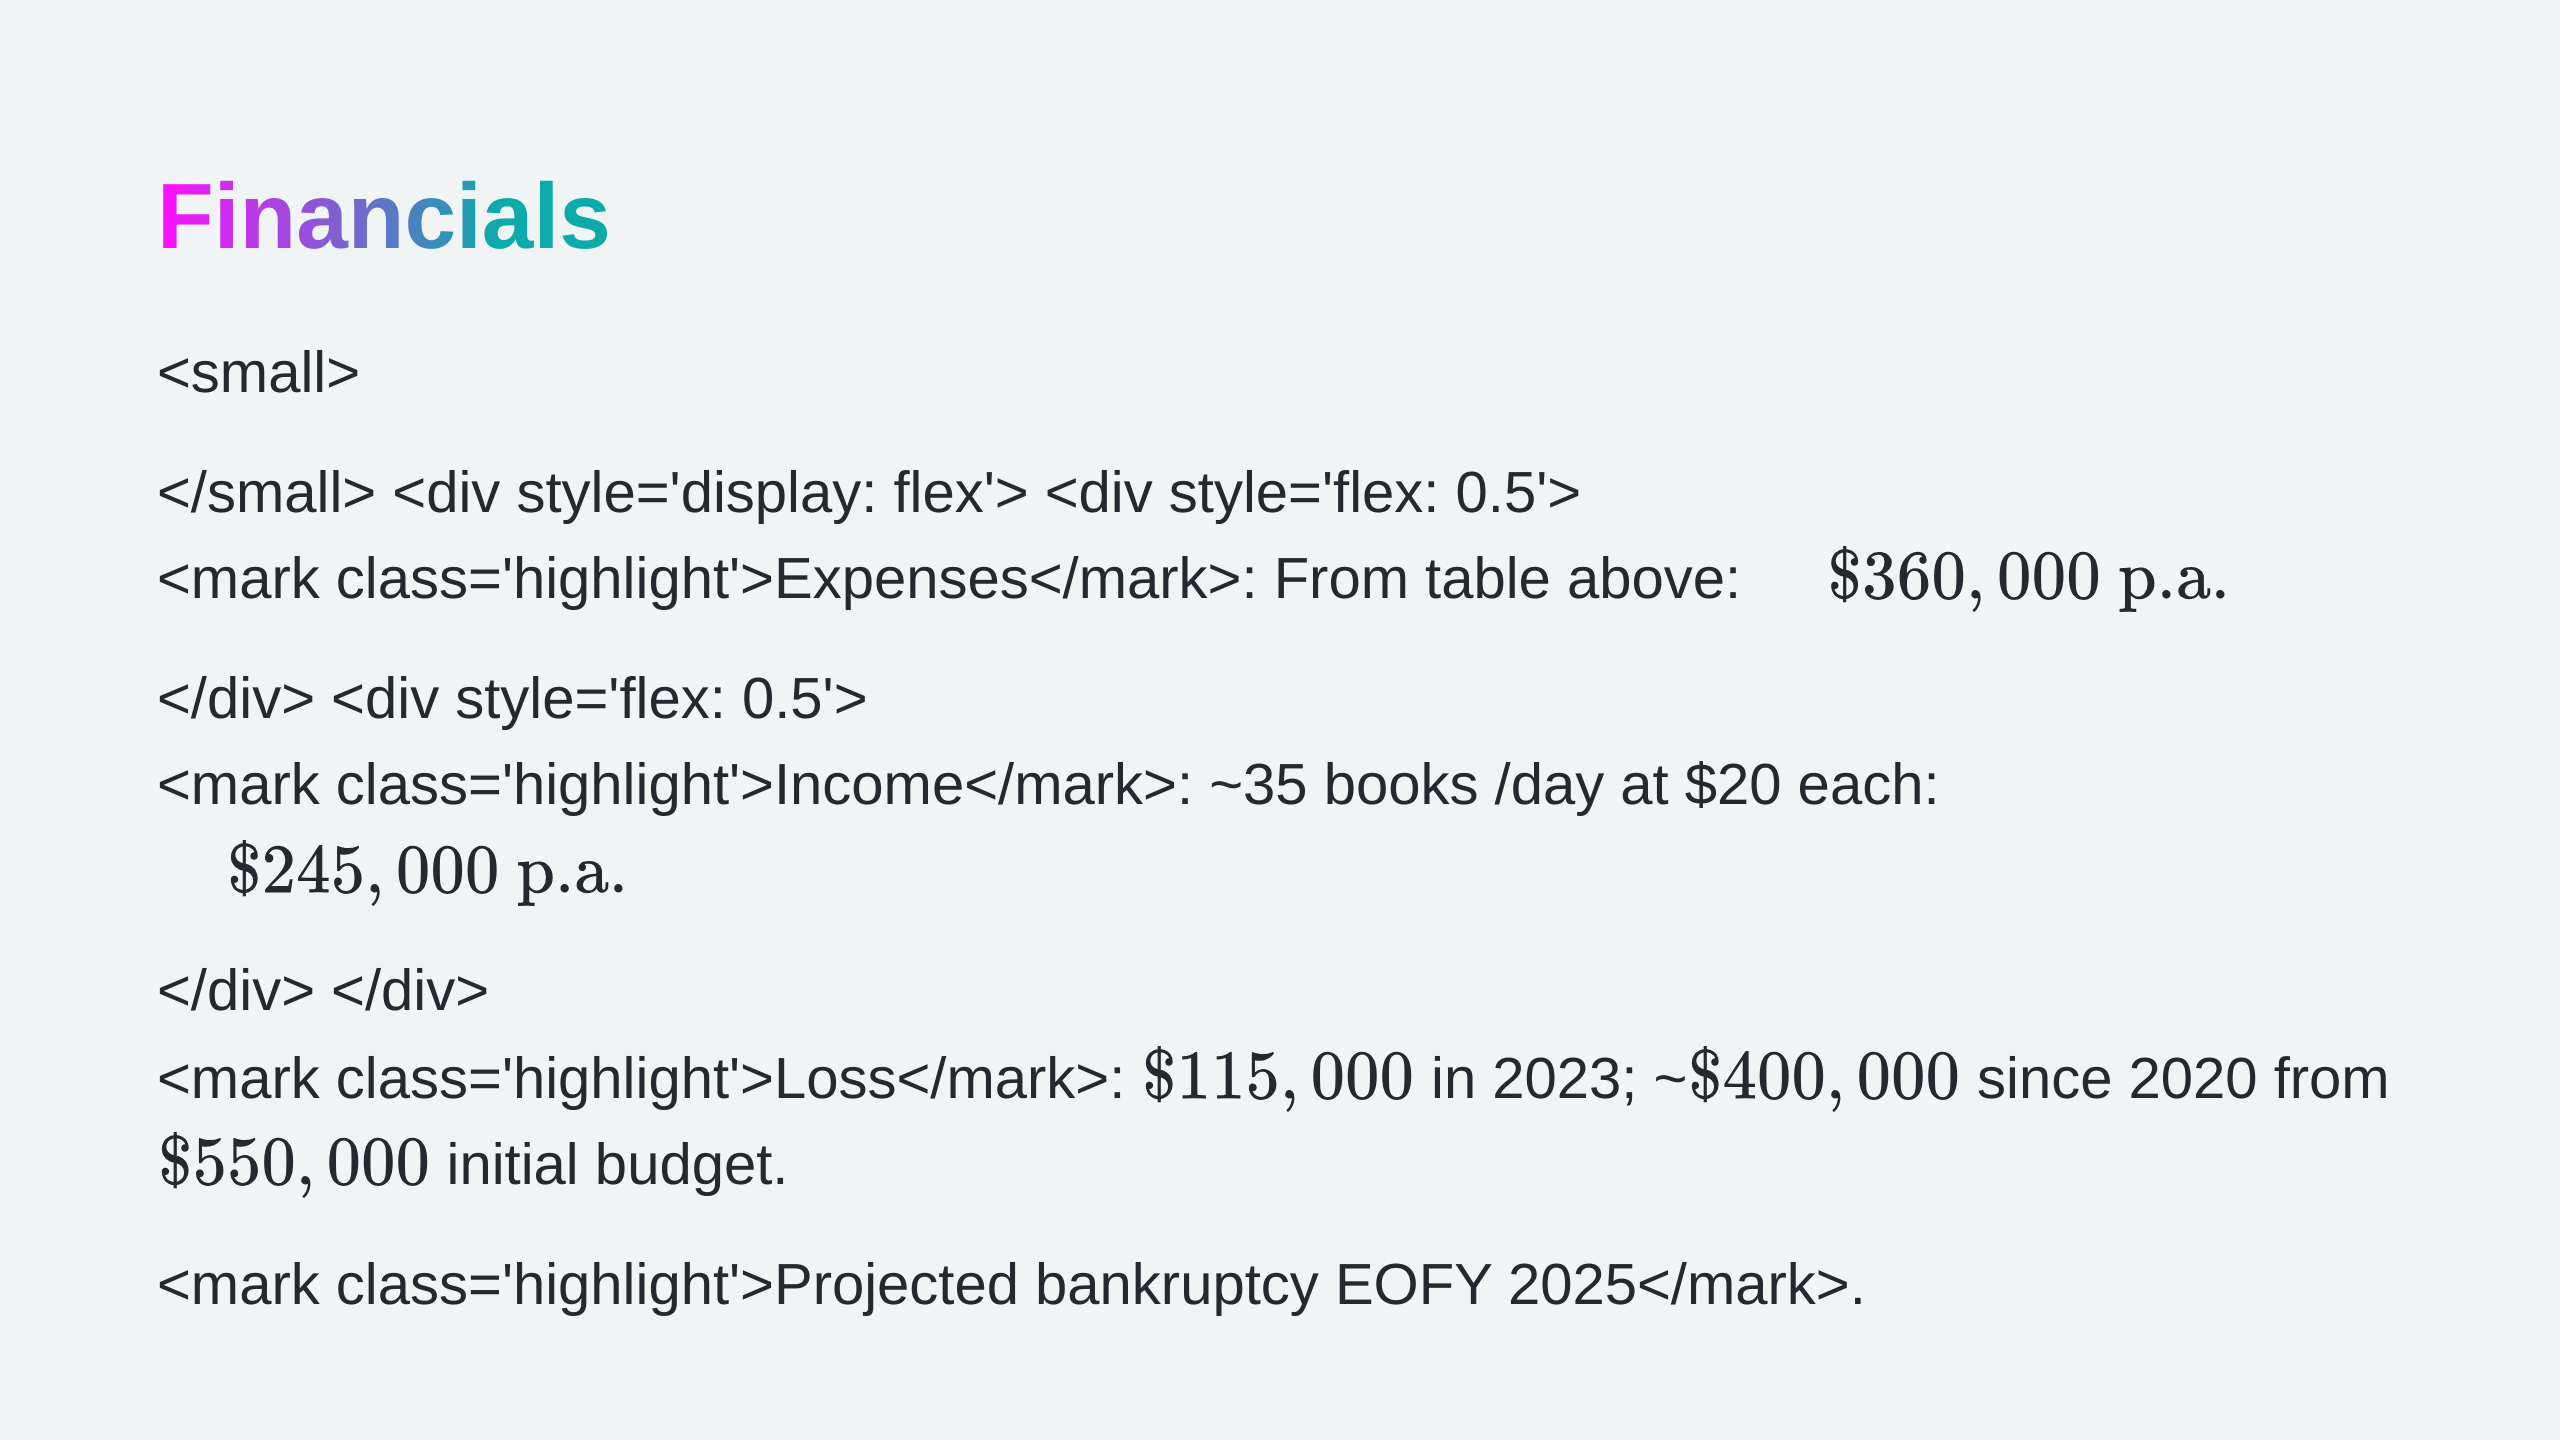 Financials
<small>
</small> <div style='display: flex'> <div style='flex: 0.5'>
<mark class='highlight'>Expenses</mark>: From table above: $360,000 p.a.
</div> <div style='flex: 0.5'>
<mark class='highlight'>Income</mark>: ~35 books /day at $20 each:
$245,000 p.a.
</div> </div>
<mark class='highlight'>Loss</mark>: $115,000 in 2023; ~$400,000 since 2020 from
$550,000 initial budget.
<mark class='highlight'>Projected bankruptcy EOFY 2025</mark>.